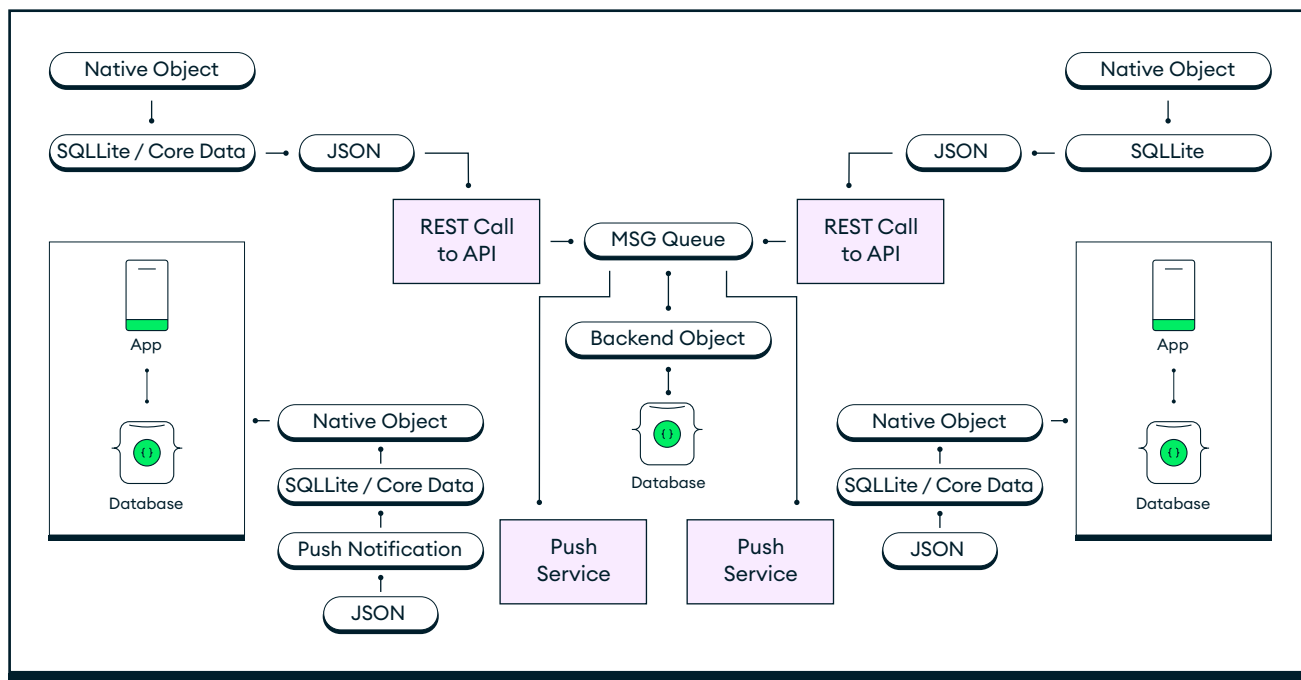 Native Object
Native Object
SQLLite / Core Data
JSON
JSON
SQLLite
REST Call
to API
MSG Queue
REST Call
to API
Backend Object
App
App
Native Object
{ }
Native Object
{ }
{ }
Database
SQLLite / Core Data
SQLLite / Core Data
Database
Database
Push Notification
Push
Service
Push
Service
JSON
JSON